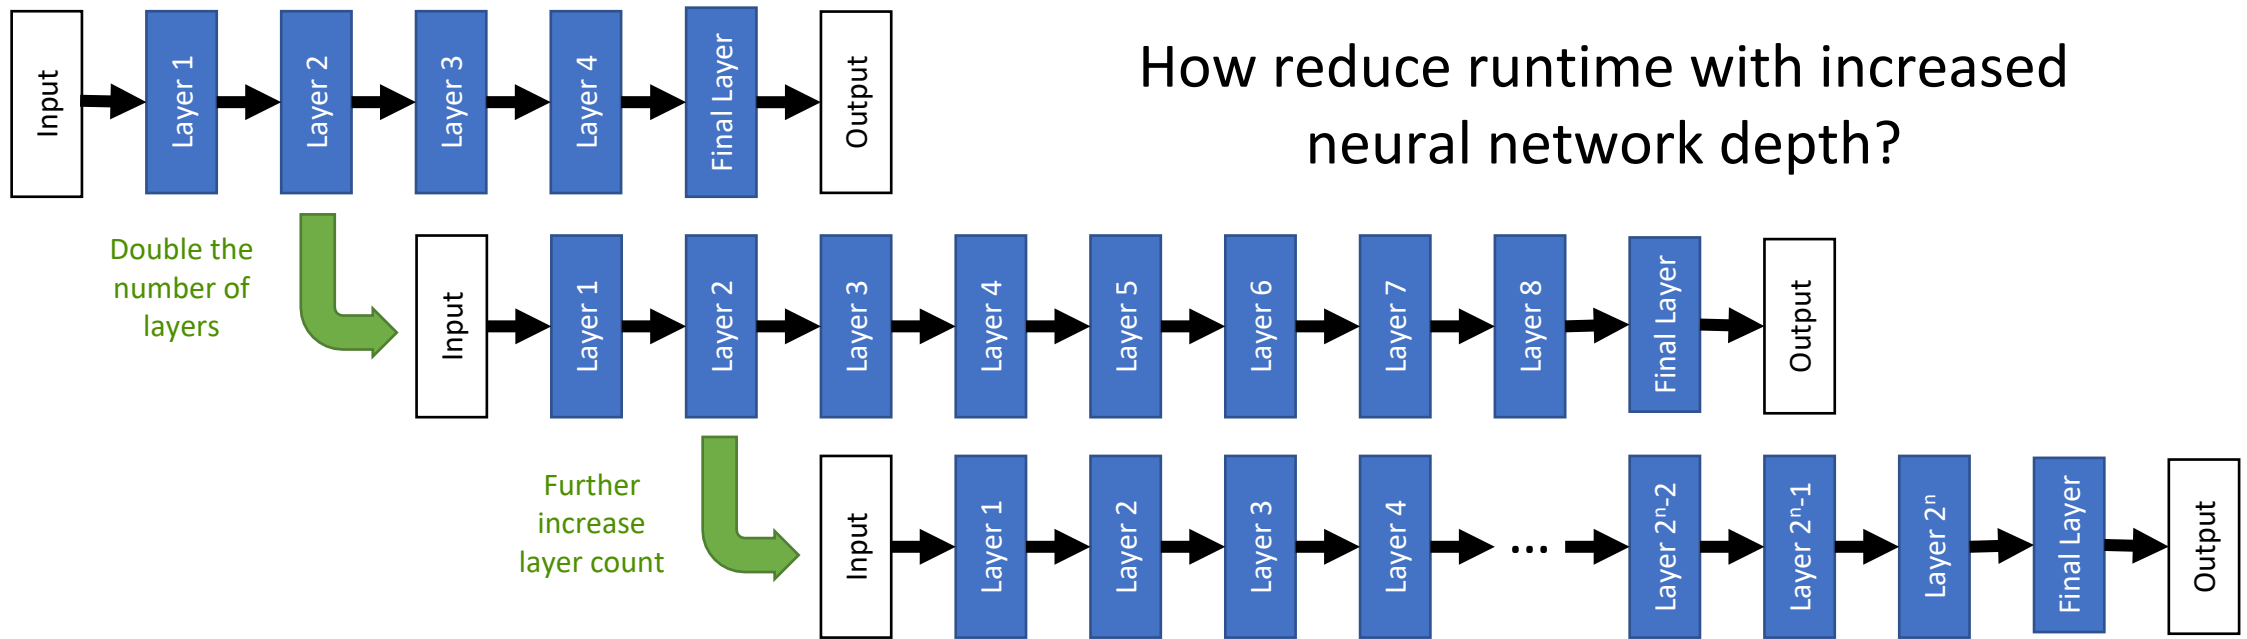 Input
Layer 1
Layer 2
Layer 3
Layer 4
Final Layer
Output
How reduce runtime with increased
neural network depth?
Double the
number of
layers
Input
Layer 1
Layer 2
Layer 3
Layer 4
Layer 5
Layer 6
Layer 7
Layer 8
Final Layer
Output
Further
increase
layer count
Input
Layer 1
Layer 2
Layer 3
Layer 4
...
Layer 2ⁿ-2
Layer 2ⁿ-1
Layer 2ⁿ
Final Layer
Output